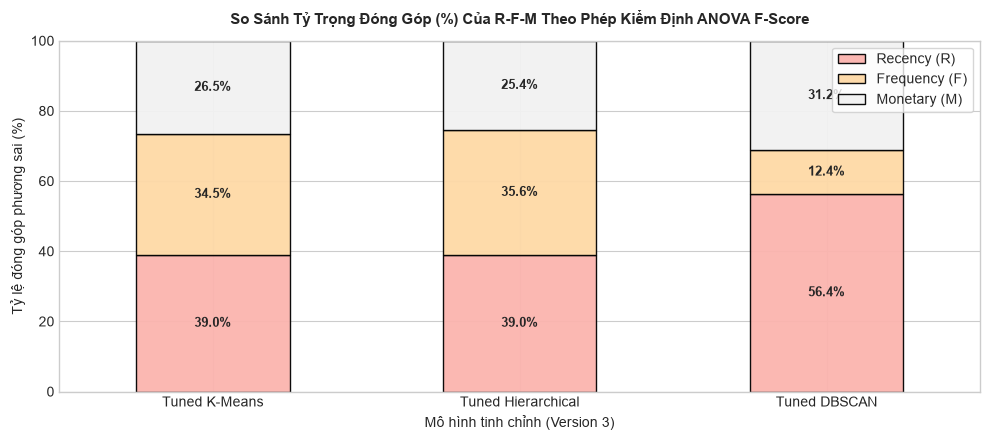 So Sánh Tỷ Trọng Đóng Góp (%) Của R-F-M Theo Phép Kiểm Định ANOVA F-Score
Tỷ lệ đóng góp phương sai (%)
100
80
60
40
20
0
26.5%
34.5%
39.0%
25.4%
35.6%
39.0%
31.2%
12.4%
56.4%
Recency (R)
Frequency (F)
Monetary (M)
Tuned K-Means
Tuned Hierarchical
Tuned DBSCAN
Mô hình tinh chỉnh (Version 3)